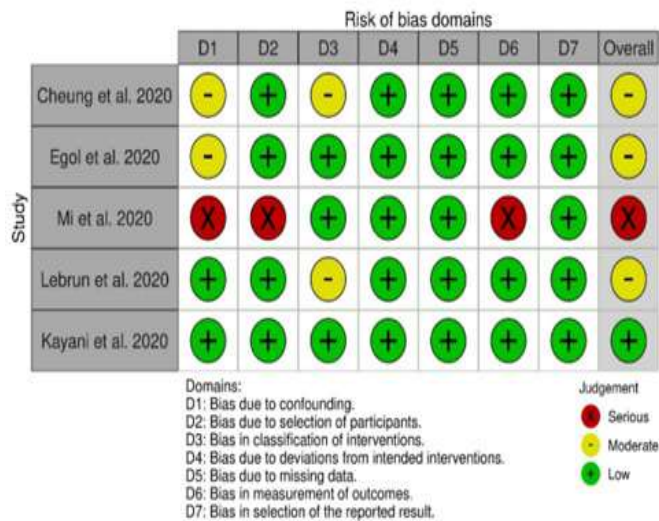 Risk of bias domains
D1 D2 D3 D4 D5 D6 D7 Overall
Study
Cheung et al. 2020 - + - + + + + -
Egol et al. 2020 - + + + + + + -
Mi et al. 2020 X X + + + X + X
Lebrun et al. 2020 + + - + + + + -
Kayani et al. 2020 + + + + + + + +
Domains:
D1: Bias due to confounding.
D2: Bias due to selection of participants.
D3: Bias in classification of interventions.
D4: Bias due to deviations from intended interventions.
D5: Bias due to missing data.
D6: Bias in measurement of outcomes.
D7: Bias in selection of the reported result.
Judgement
X Serious
- Moderate
+ Low